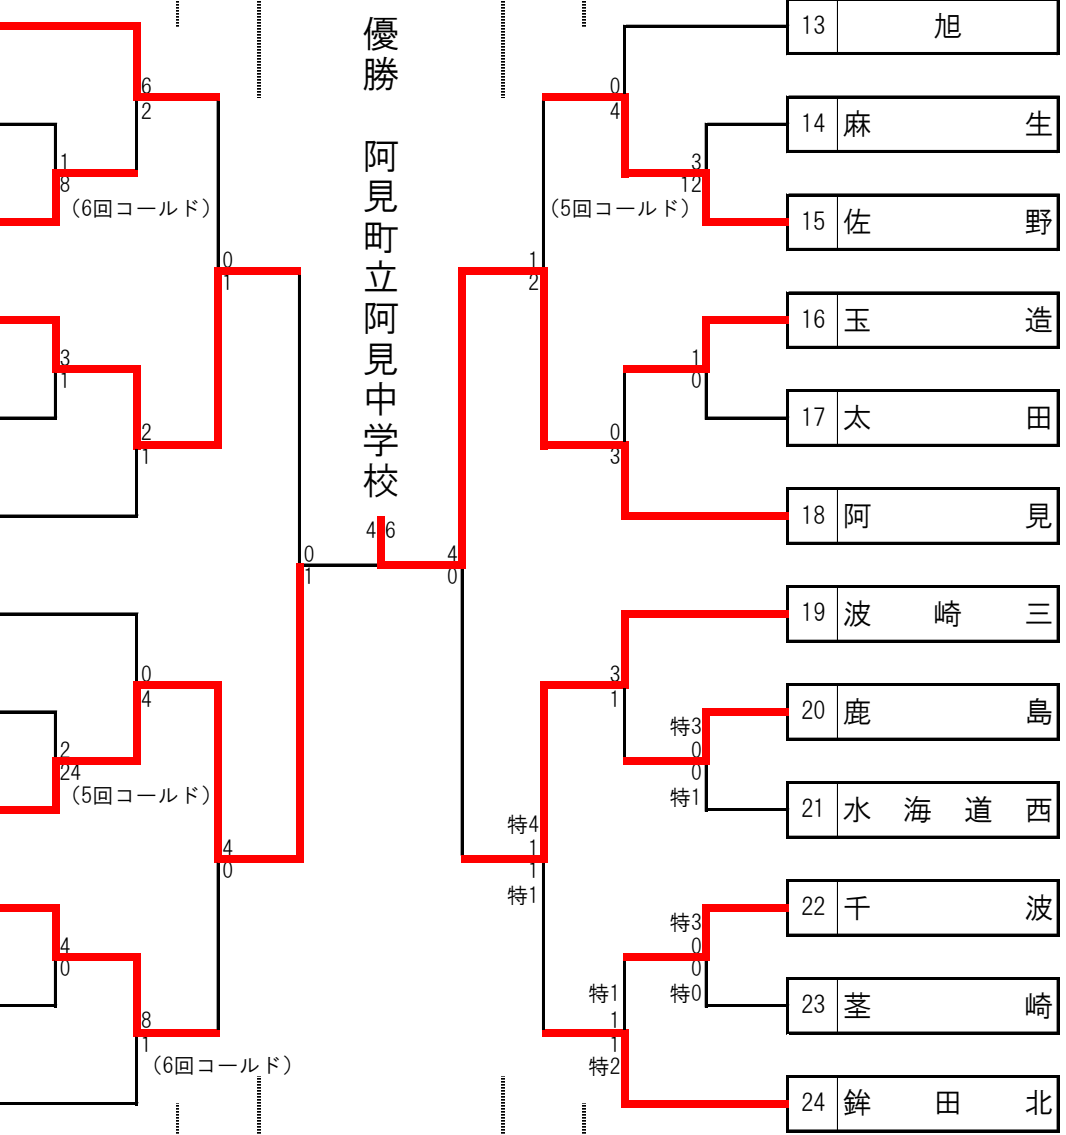 優勝　阿見町立阿見中学校
4 6
6
2
1
8
（6回コールド）
0
1
3
1
2
1
0
1
0
4
2
24
（5回コールド）
4
0
4
0
8
1
（6回コールド）
0
4
3
12
（5回コールド）
1
2
1
0
0
3
4
0
3
1
特3
0
0
特1
特4
1
1
特1
特3
0
0
特0
特1
1
1
特2
13 旭
14 麻生
15 佐野
16 玉造
17 太田
18 阿見
19 波崎三
20 鹿島
21 水海道西
22 千波
23 茎崎
24 鉾田北